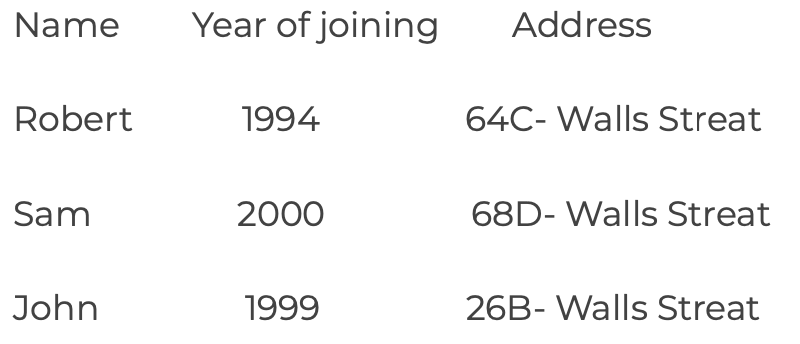 Name Year of joining Address
Robert 1994 64C- Walls Streat
Sam 2000 68D- Walls Streat
John 1999 26B- Walls Streat